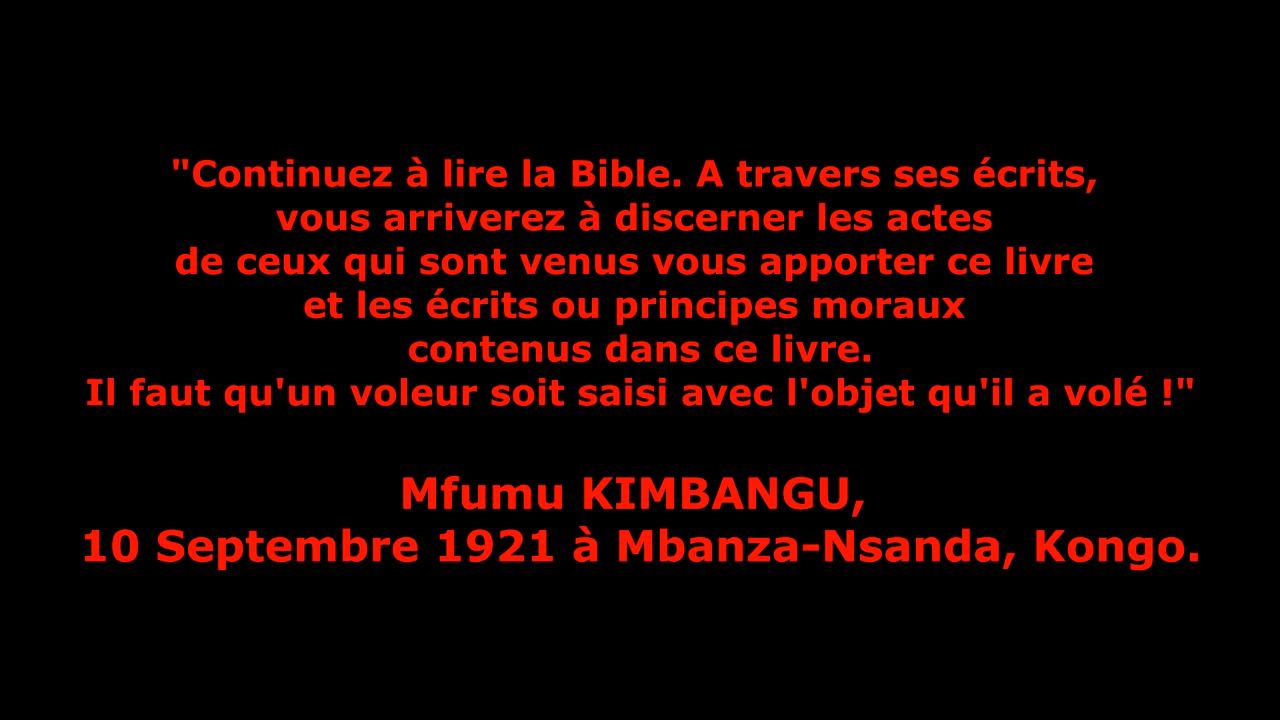 "Continuez à lire la Bible. A travers ses écrits,
vous arriverez à discerner les actes
de ceux qui sont venus vous apporter ce livre
et les écrits ou principes moraux
contenus dans ce livre.
Il faut qu'un voleur soit saisi avec l'objet qu'il a volé !"
Mfumu KIMBANGU,
10 Septembre 1921 à Mbanza-Nsanda, Kongo.